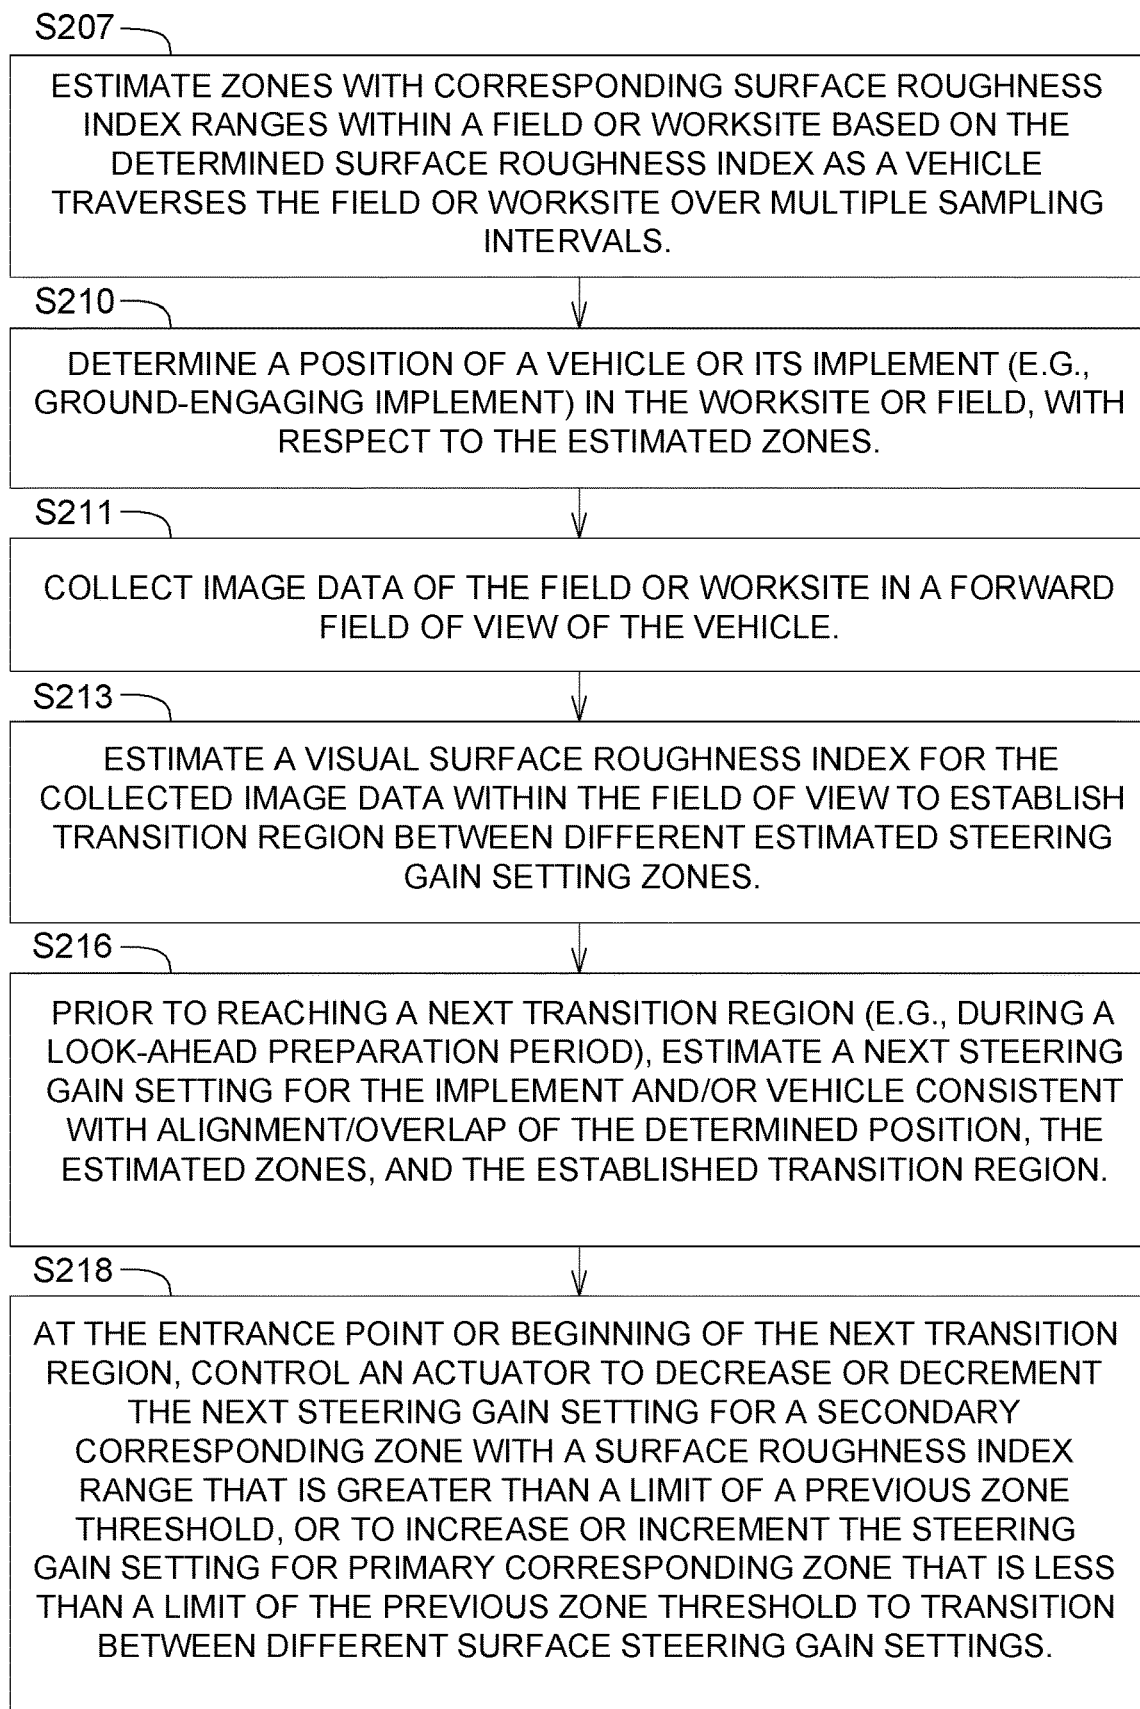 S207
ESTIMATE ZONES WITH CORRESPONDING SURFACE ROUGHNESS
INDEX RANGES WITHIN A FIELD OR WORKSITE BASED ON THE
DETERMINED SURFACE ROUGHNESS INDEX AS A VEHICLE
TRAVERSES THE FIELD OR WORKSITE OVER MULTIPLE SAMPLING
INTERVALS.
S210
DETERMINE A POSITION OF A VEHICLE OR ITS IMPLEMENT (E.G.,
GROUND-ENGAGING IMPLEMENT) IN THE WORKSITE OR FIELD, WITH
RESPECT TO THE ESTIMATED ZONES.
S211
COLLECT IMAGE DATA OF THE FIELD OR WORKSITE IN A FORWARD
FIELD OF VIEW OF THE VEHICLE.
S213
ESTIMATE A VISUAL SURFACE ROUGHNESS INDEX FOR THE
COLLECTED IMAGE DATA WITHIN THE FIELD OF VIEW TO ESTABLISH
TRANSITION REGION BETWEEN DIFFERENT ESTIMATED STEERING
GAIN SETTING ZONES.
S216
PRIOR TO REACHING A NEXT TRANSITION REGION (E.G., DURING A
LOOK-AHEAD PREPARATION PERIOD), ESTIMATE A NEXT STEERING
GAIN SETTING FOR THE IMPLEMENT AND/OR VEHICLE CONSISTENT
WITH ALIGNMENT/OVERLAP OF THE DETERMINED POSITION, THE
ESTIMATED ZONES, AND THE ESTABLISHED TRANSITION REGION.
S218
AT THE ENTRANCE POINT OR BEGINNING OF THE NEXT TRANSITION
REGION, CONTROL AN ACTUATOR TO DECREASE OR DECREMENT
THE NEXT STEERING GAIN SETTING FOR A SECONDARY
CORRESPONDING ZONE WITH A SURFACE ROUGHNESS INDEX
RANGE THAT IS GREATER THAN A LIMIT OF A PREVIOUS ZONE
THRESHOLD, OR TO INCREASE OR INCREMENT THE STEERING
GAIN SETTING FOR PRIMARY CORRESPONDING ZONE THAT IS LESS
THAN A LIMIT OF THE PREVIOUS ZONE THRESHOLD TO TRANSITION
BETWEEN DIFFERENT SURFACE STEERING GAIN SETTINGS.